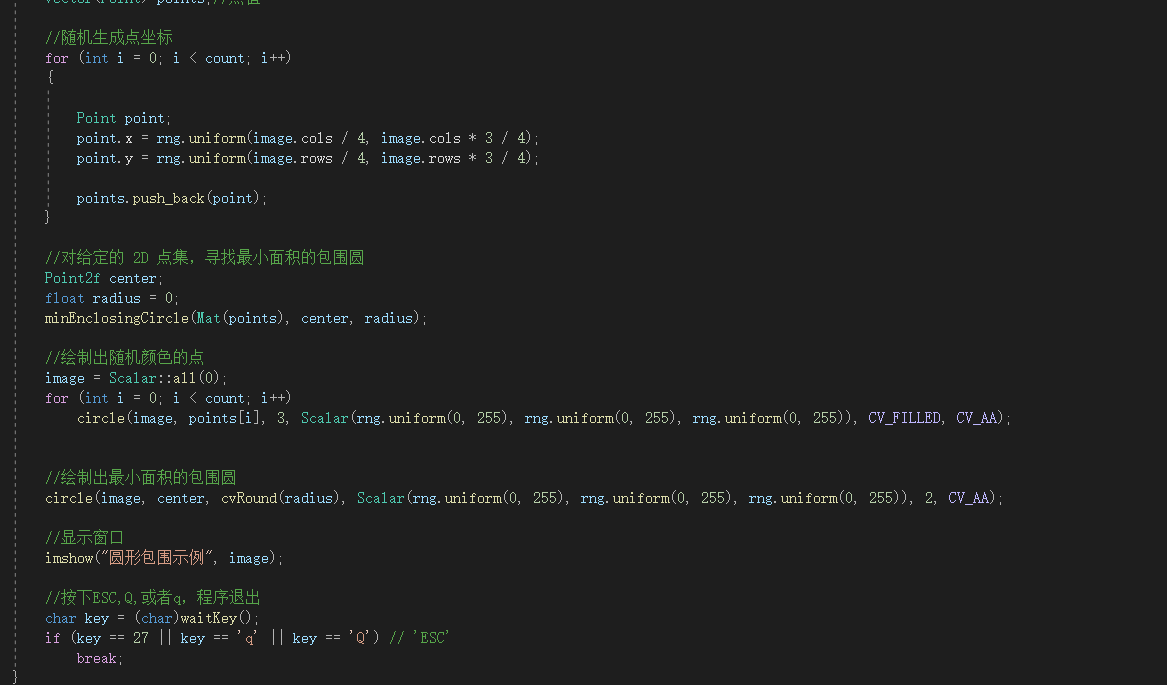 //随机生成点坐标
for (int i = 0; i < count; i++)
{
Point point;
point.x = rng.uniform(image.cols / 4, image.cols * 3 / 4);
point.y = rng.uniform(image.rows / 4, image.rows * 3 / 4);
points.push_back(point);
}
//对给定的 2D 点集，寻找最小面积的包围圆
Point2f center;
float radius = 0;
minEnclosingCircle(Mat(points), center, radius);
//绘制出随机颜色的点
image = Scalar::all(0);
for (int i = 0; i < count; i++)
circle(image, points[i], 3, Scalar(rng.uniform(0, 255), rng.uniform(0, 255), rng.uniform(0, 255)), CV_FILLED, CV_AA);
//绘制出最小面积的包围圆
circle(image, center, cvRound(radius), Scalar(rng.uniform(0, 255), rng.uniform(0, 255), rng.uniform(0, 255)), 2, CV_AA);
//显示窗口
imshow("圆形包围示例", image);
//按下ESC,Q,或者q，程序退出
char key = (char)waitKey();
if (key == 27 || key == 'q' || key == 'Q') // 'ESC'
break;
}